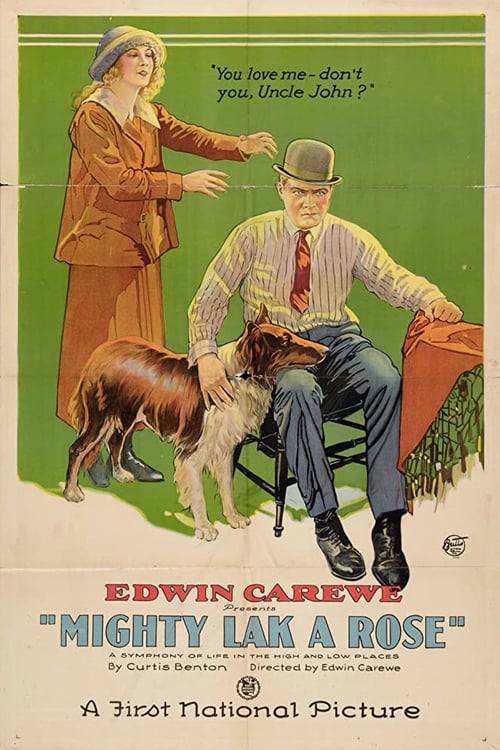 "You love me - don't
you, Uncle John?"
EDWIN CAREWE
Presents
"MIGHTY LAK A ROSE"
A SYMPHONY OF LIFE IN THE HIGH AND LOW PLACES
By Curtis Benton Directed by Edwin Carewe
A First National Picture